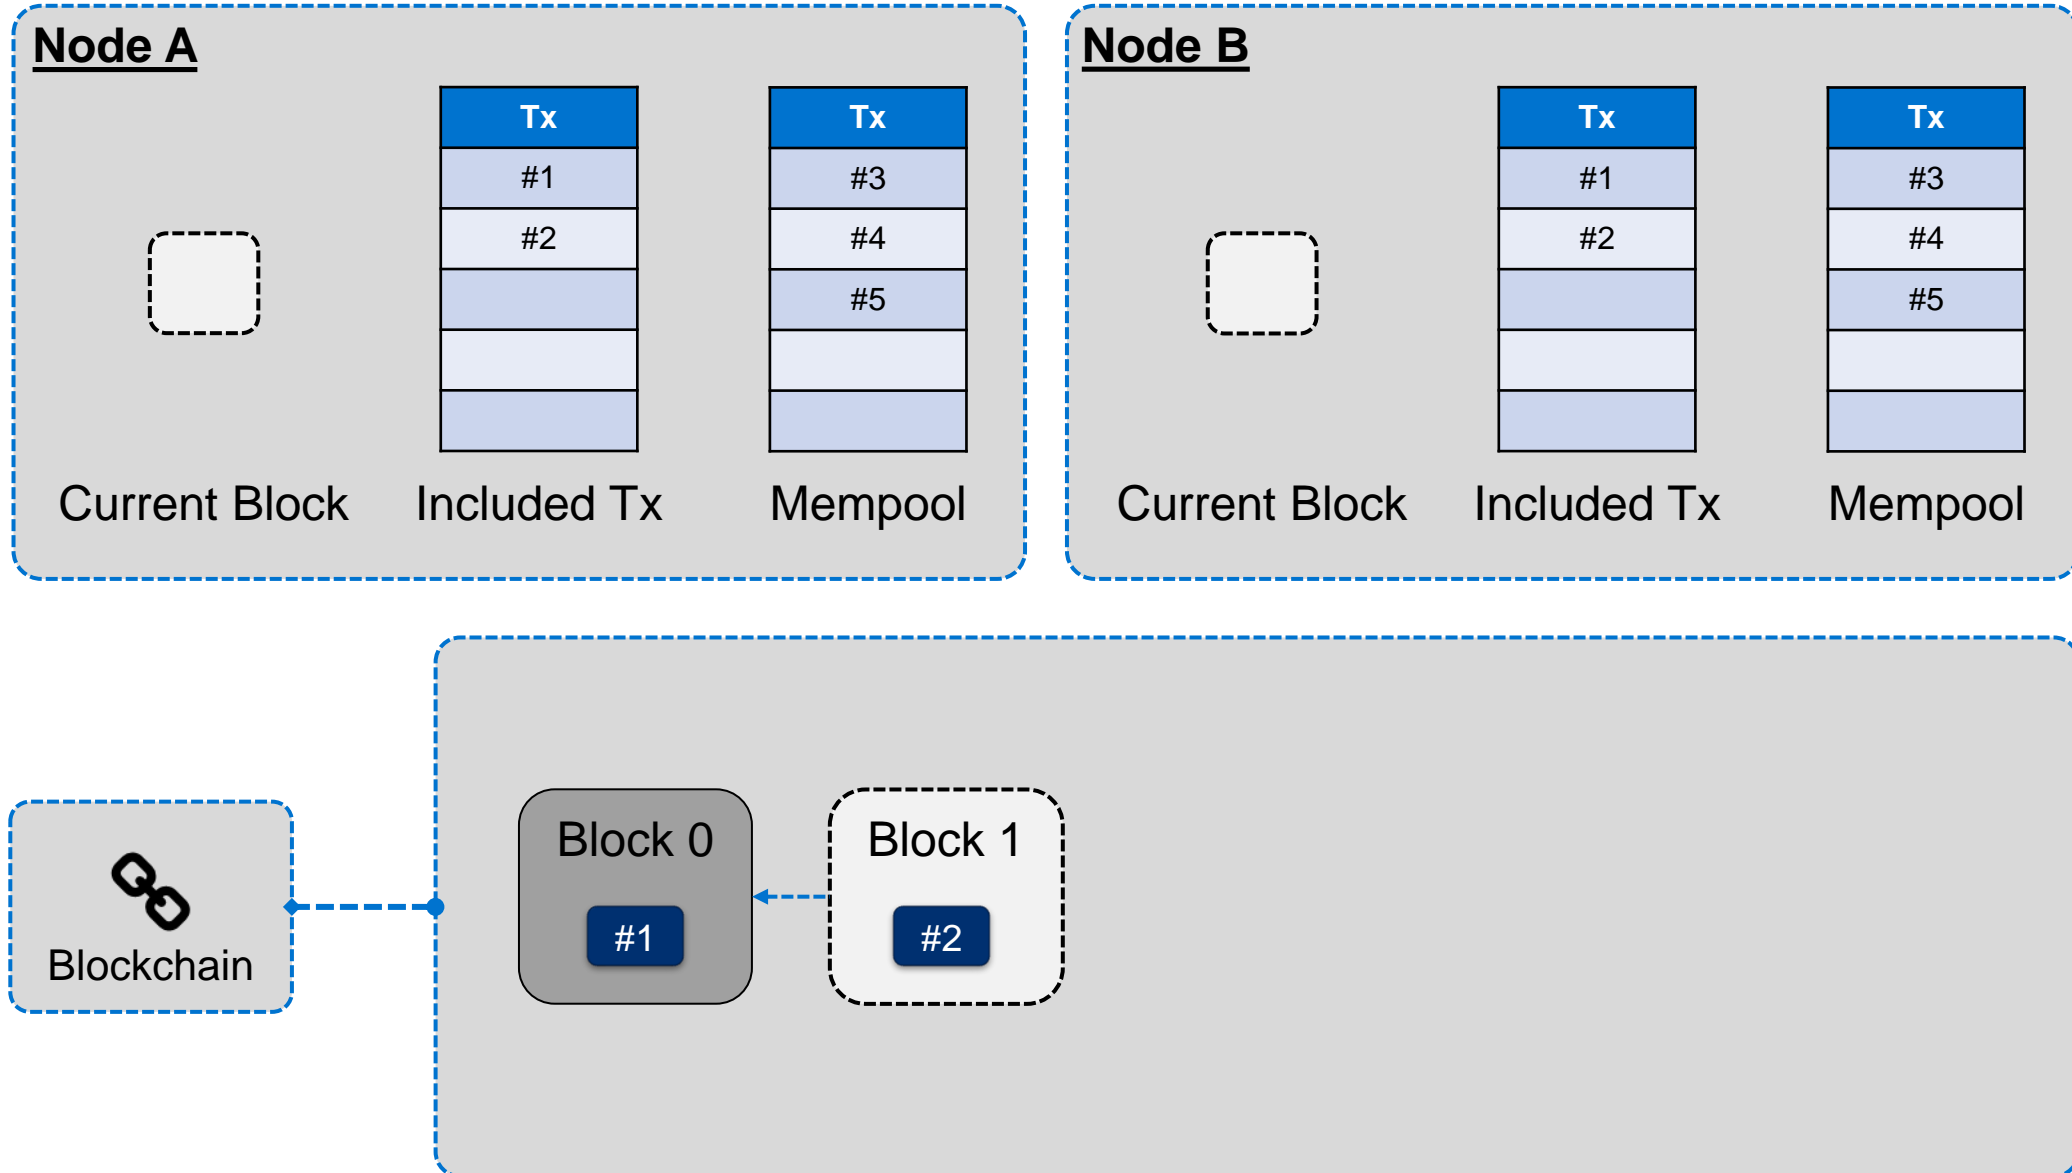 Node A
Tx
#1
#2
Tx
#3
#4
#5
Current Block
Included Tx
Mempool
Node B
Tx
#1
#2
Tx
#3
#4
#5
Current Block
Included Tx
Mempool
Blockchain
Block 0
#1
Block 1
#2